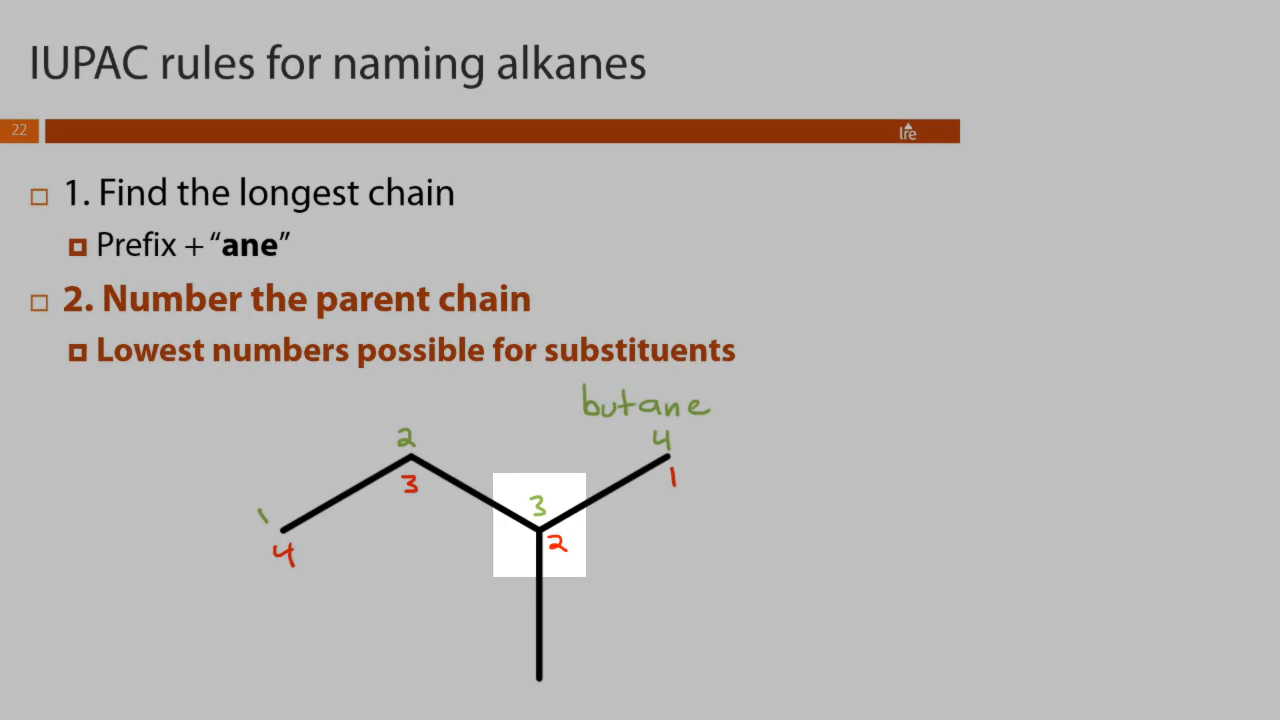 IUPAC rules for naming alkanes
22
lre
1. Find the longest chain
Prefix + “ane”
2. Number the parent chain
Lowest numbers possible for substituents
butane
2
4
3
1
1
3
2
4